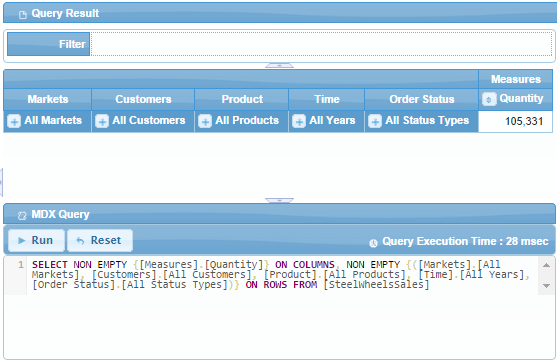 Query Result
Filter
Measures
Markets Customers Product Time Order Status Quantity
All Markets All Customers All Products All Years All Status Types 105,331
MDX Query
Run Reset Query Execution Time : 28 msec
1 SELECT NON EMPTY {[Measures].[Quantity]} ON COLUMNS, NON EMPTY {([Markets].[All
Markets], [Customers].[All Customers], [Product].[All Products], [Time].[All Years],
[Order Status].[All Status Types])} ON ROWS FROM [SteelWheelsSales]